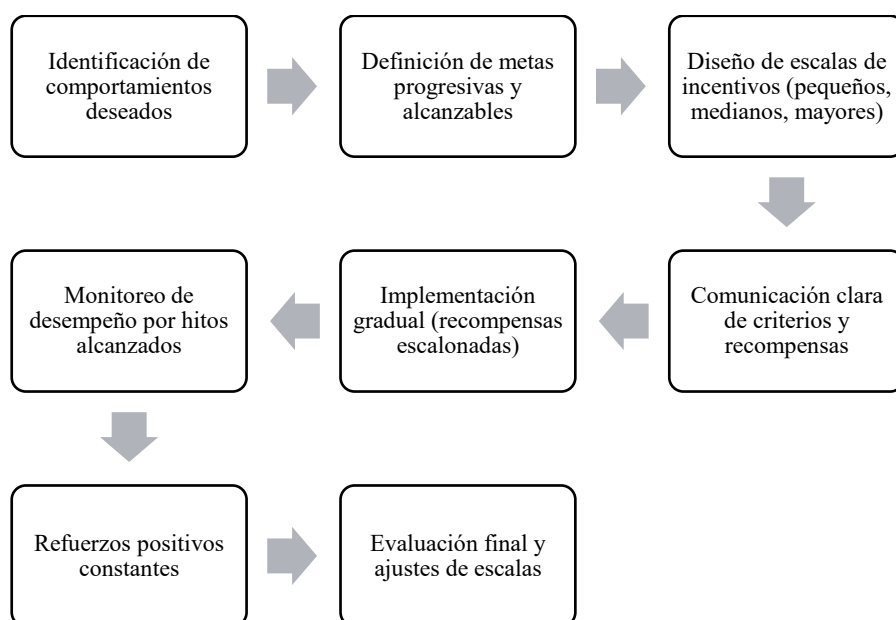 Identificación de
comportamientos
deseados
Definición de metas
progresivas y
alcanzables
Diseño de escalas de
incentivos (pequeños,
medianos, mayores)
Comunicación clara
de criterios y
recompensas
Implementación
gradual (recompensas
escalonadas)
Monitoreo de
desempeño por hitos
alcanzados
Refuerzos positivos
constantes
Evaluación final y
ajustes de escalas